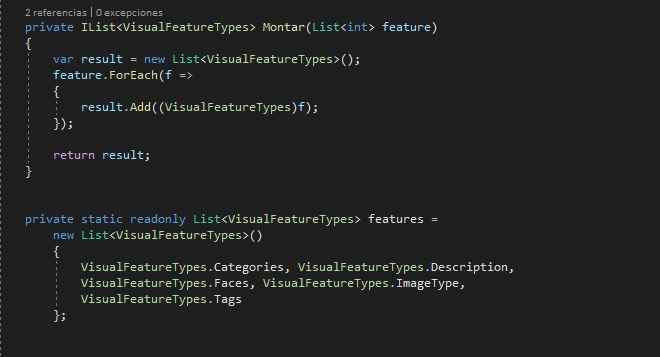 2 referencias | 0 excepciones
private IList<VisualFeatureTypes> Montar(List<int> feature)
{
var result = new List<VisualFeatureTypes>();
feature.ForEach(f =>
{
result.Add((VisualFeatureTypes)f);
});
return result;
}
private static readonly List<VisualFeatureTypes> features =
new List<VisualFeatureTypes>()
{
VisualFeatureTypes.Categories, VisualFeatureTypes.Description,
VisualFeatureTypes.Faces, VisualFeatureTypes.ImageType,
VisualFeatureTypes.Tags
};